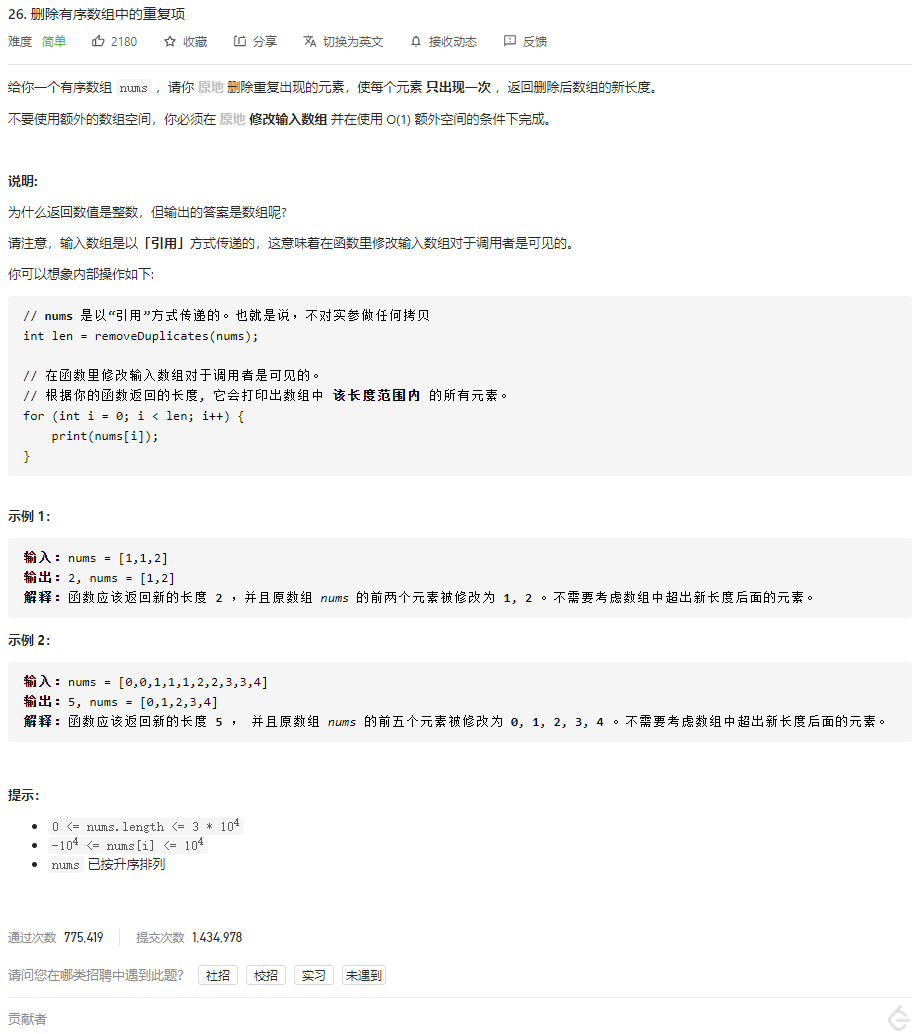 26. 删除有序数组中的重复项
难度 简单 2180 收藏 分享 切换为英文 接收动态 反馈
给你一个有序数组 nums ，请你 原地 删除重复出现的元素，使每个元素 只出现一次 ，返回删除后数组的新长度。
不要使用额外的数组空间，你必须在 原地 修改输入数组 并在使用 O(1) 额外空间的条件下完成。
说明:
为什么返回数值是整数，但输出的答案是数组呢?
请注意，输入数组是以「引用」方式传递的，这意味着在函数里修改输入数组对于调用者是可见的。
你可以想象内部操作如下:
// nums 是以“引用”方式传递的。也就是说，不对实参做任何拷贝
int len = removeDuplicates(nums);
// 在函数里修改输入数组对于调用者是可见的。
// 根据你的函数返回的长度, 它会打印出数组中 该长度范围内 的所有元素。
for (int i = 0; i < len; i++) {
    print(nums[i]);
}
示例 1：
输入：nums = [1,1,2]
输出：2, nums = [1,2]
解释：函数应该返回新的长度 2 ，并且原数组 nums 的前两个元素被修改为 1, 2 。不需要考虑数组中超出新长度后面的元素。
示例 2：
输入：nums = [0,0,1,1,1,2,2,3,3,4]
输出：5, nums = [0,1,2,3,4]
解释：函数应该返回新的长度 5 ， 并且原数组 nums 的前五个元素被修改为 0, 1, 2, 3, 4 。不需要考虑数组中超出新长度后面的元素。
提示：
• 0 <= nums.length <= 3 * 10⁴
• -10⁴ <= nums[i] <= 10⁴
• nums 已按升序排列
通过次数 775,419 提交次数 1,434,978
请问您在哪类招聘中遇到此题？ 社招 校招 实习 未遇到
贡献者